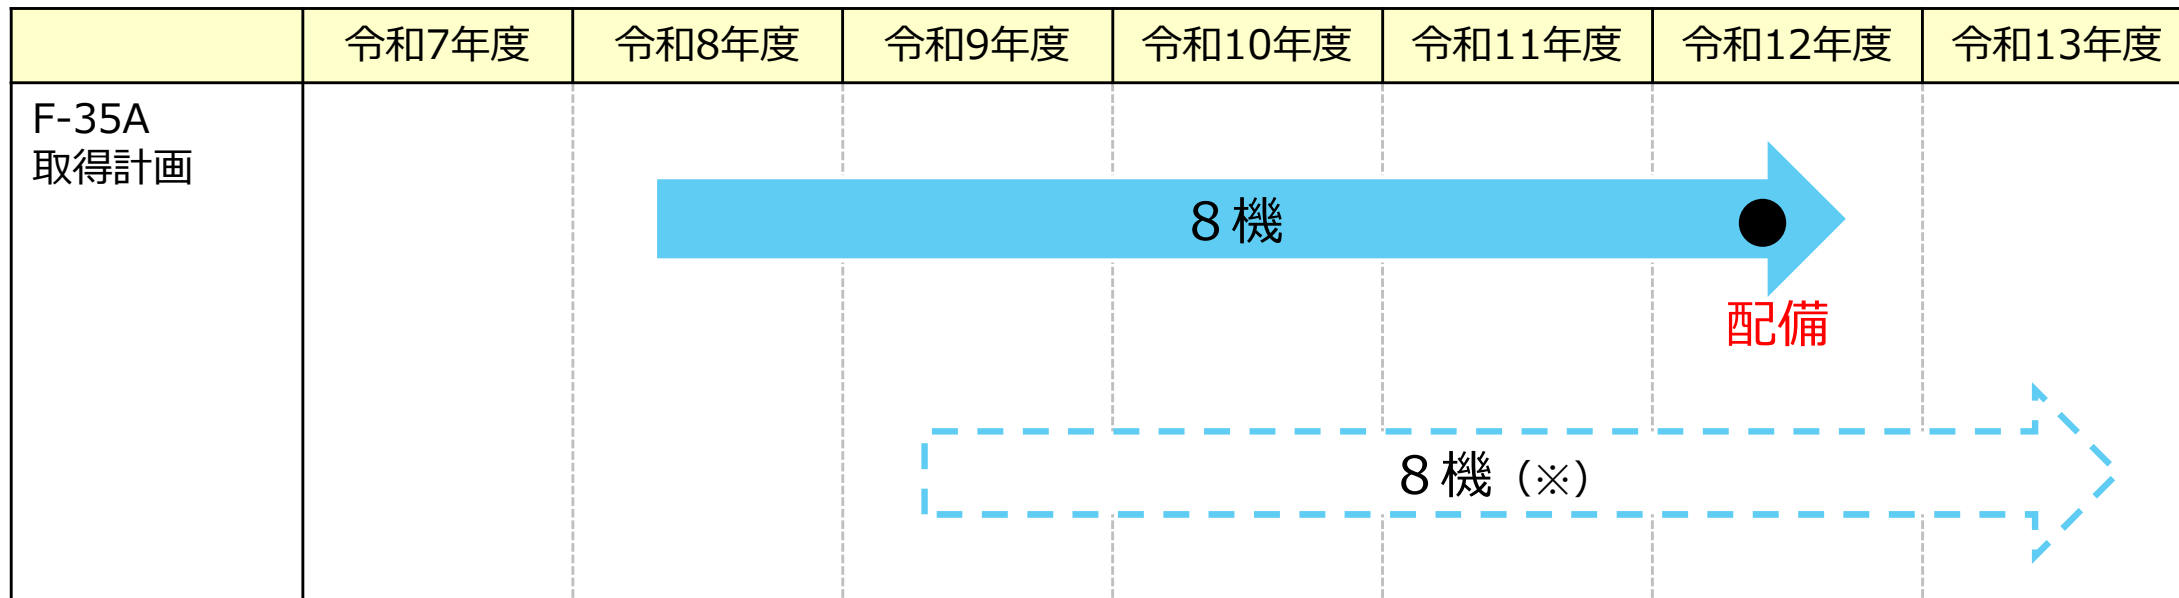 令和7年度 令和8年度 令和9年度 令和10年度 令和11年度 令和12年度 令和13年度
F-35A
取得計画
８機
配備
８機（※）